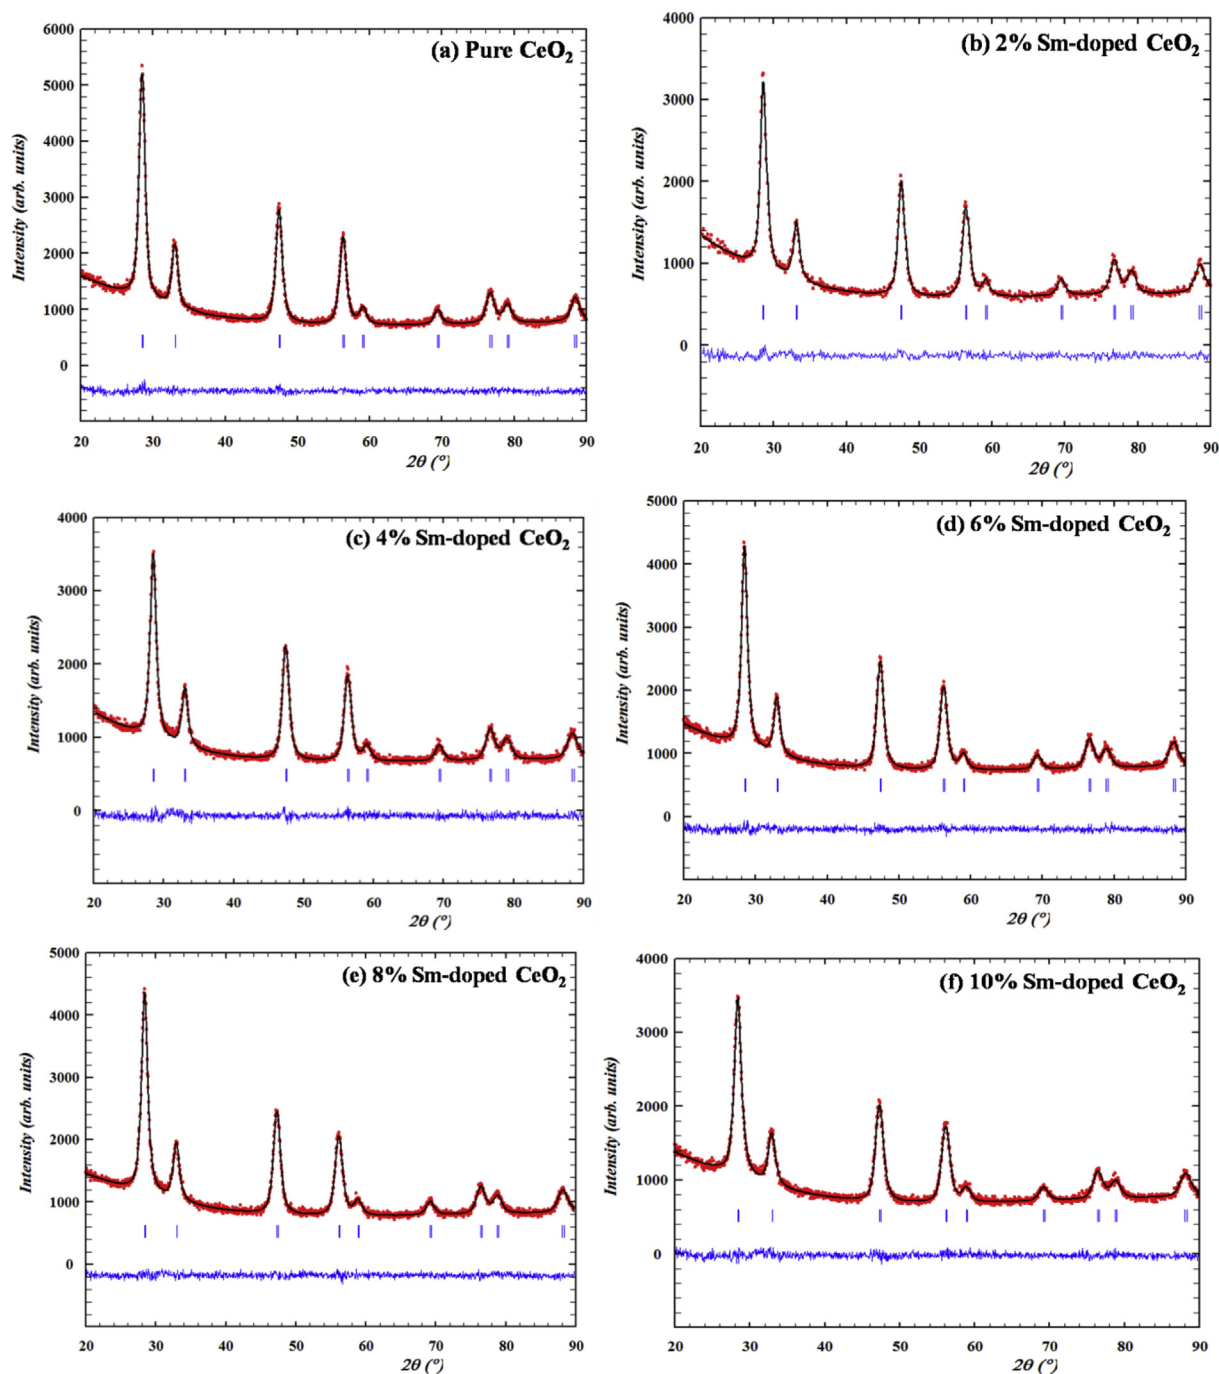 (a) Pure CeO₂
6000
5000
4000
3000
2000
1000
0
Intensity (arb. units)
20 30 40 50 60 70 80 90
2θ (°)
(b) 2% Sm-doped CeO₂
4000
3000
2000
1000
0
Intensity (arb. units)
20 30 40 50 60 70 80 90
2θ (°)
(c) 4% Sm-doped CeO₂
4000
3000
2000
1000
0
Intensity (arb. units)
20 30 40 50 60 70 80 90
2θ (°)
(d) 6% Sm-doped CeO₂
5000
4000
3000
2000
1000
0
Intensity (arb. units)
20 30 40 50 60 70 80 90
2θ (°)
(e) 8% Sm-doped CeO₂
5000
4000
3000
2000
1000
0
Intensity (arb. units)
20 30 40 50 60 70 80 90
2θ (°)
(f) 10% Sm-doped CeO₂
4000
3000
2000
1000
0
Intensity (arb. units)
20 30 40 50 60 70 80 90
2θ (°)